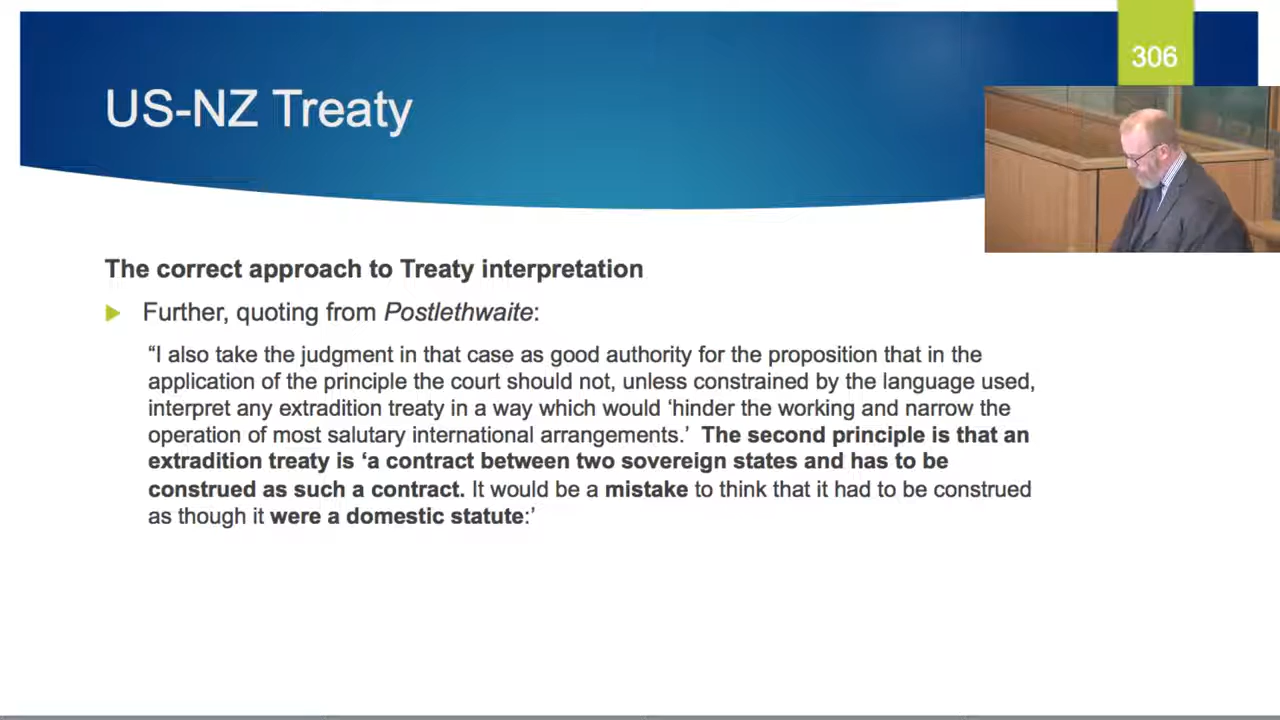 306
US-NZ Treaty
The correct approach to Treaty interpretation
Further, quoting from Postlethwaite:
“I also take the judgment in that case as good authority for the proposition that in the
application of the principle the court should not, unless constrained by the language used,
interpret any extradition treaty in a way which would ‘hinder the working and narrow the
operation of most salutary international arrangements.’ The second principle is that an
extradition treaty is ‘a contract between two sovereign states and has to be
construed as such a contract. It would be a mistake to think that it had to be construed
as though it were a domestic statute:’